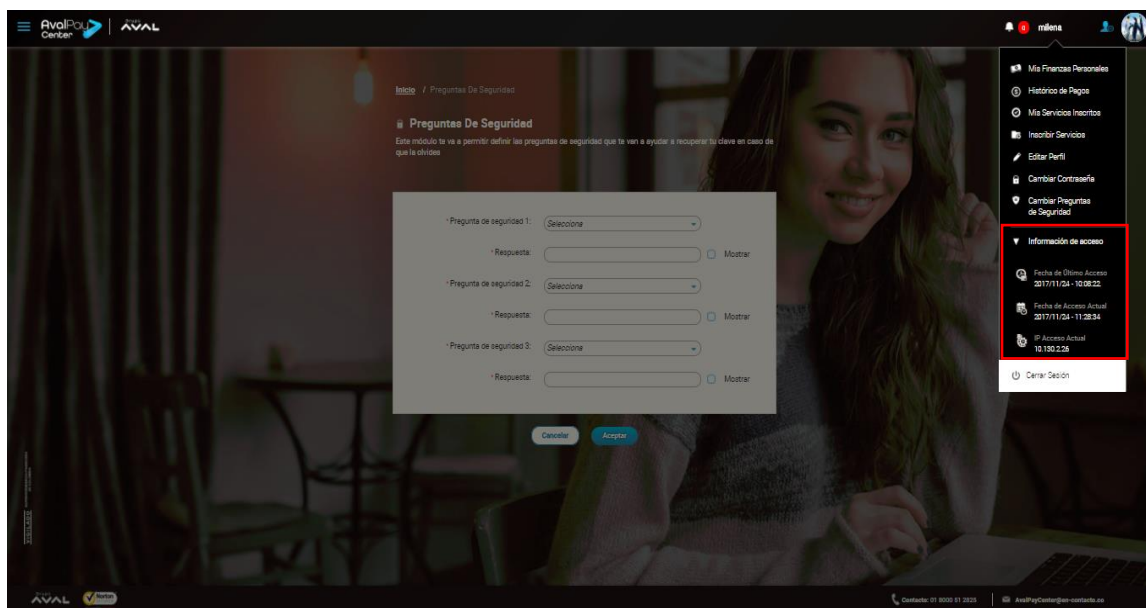 AvalPay
Center
Grupo
AVAL
0
milena
Inicio / Preguntas De Seguridad
Preguntas De Seguridad
Este módulo te va a permitir definir las preguntas de seguridad que te van a ayudar a recuperar tu clave en caso de
que la olvides
* Pregunta de seguridad 1:
Selecciona
* Respuesta:
Mostrar
* Pregunta de seguridad 2:
Selecciona
* Respuesta:
Mostrar
* Pregunta de seguridad 3:
Selecciona
* Respuesta:
Mostrar
Cancelar
Aceptar
Mis Finanzas Personales
Histórico de Pagos
Mis Servicios Inscritos
Inscribir Servicios
Editar Perfil
Cambiar Contraseña
Cambiar Preguntas
de Seguridad
Información de acceso
Fecha de Último Acceso
2017/11/24 - 10:08:22
Fecha de Acceso Actual
2017/11/24 - 11:28:34
IP Acceso Actual
10.130.2.26
Cerrar Sesión
VIGILADO
AVAL
Norton
Contacto: 01 8000 51 2825
AvalPayCenter@en-contacto.co